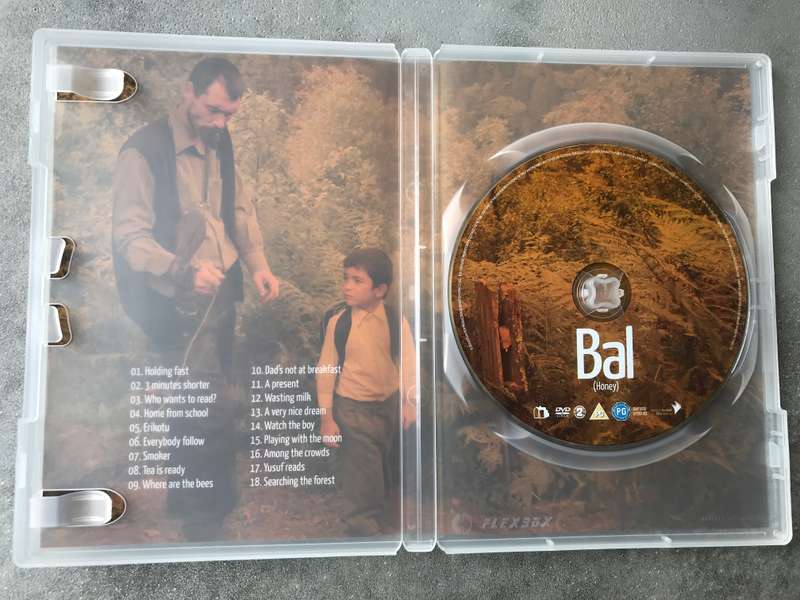 01. Holding fast
02. 3 minutes shorter
03. Who wants to read?
04. Home from school
05. Erikotu
06. Everybody follow
07. Smoker
08. Tea is ready
09. Where are the bees
10. Dad's not at breakfast
11. A present
12. Wasting milk
13. A very nice dream
14. Watch the boy
15. Playing with the moon
16. Among the crowds
17. Yusuf reads
18. Searching the forest
Bal
(Honey)
DVD
2
PG
FLEXBOX